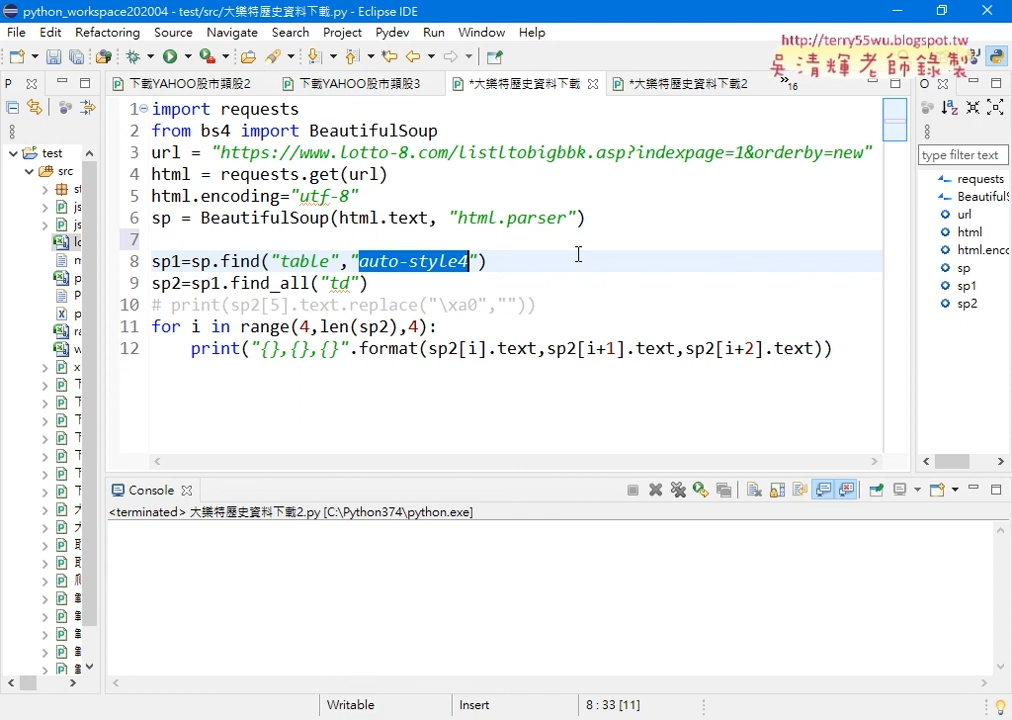 python_workspace202004 - test/src/大樂特歷史資料下載.py - Eclipse IDE
File Edit Refactoring Source Navigate Search Project Pydev Run Window Help
http://terry55wu.blogspot.tw
吳清輝老師錄製
P
下載YAHOO股市類股2
下載YAHOO股市類股3
*大樂特歷史資料下載
*大樂特歷史資料下載2
16
O
1 import requests
2 from bs4 import BeautifulSoup
3 url = "https://www.lotto-8.com/listltobigbbk.asp?indexpage=1&orderby=new"
4 html = requests.get(url)
5 html.encoding="utf-8"
6 sp = BeautifulSoup(html.text, "html.parser")
7
8 sp1=sp.find("table","auto-style4")
9 sp2=sp1.find_all("td")
10 # print(sp2[5].text.replace("\xa0",""))
11 for i in range(4,len(sp2),4):
12 print("{},{},{}".format(sp2[i].text,sp2[i+1].text,sp2[i+2].text))
test
src
type filter text
requests
BeautifulS
url
html
html.enco
sp
sp1
sp2
Console
<terminated> 大樂特歷史資料下載2.py [C:\Python374\python.exe]
Writable
Insert
8 : 33 [11]